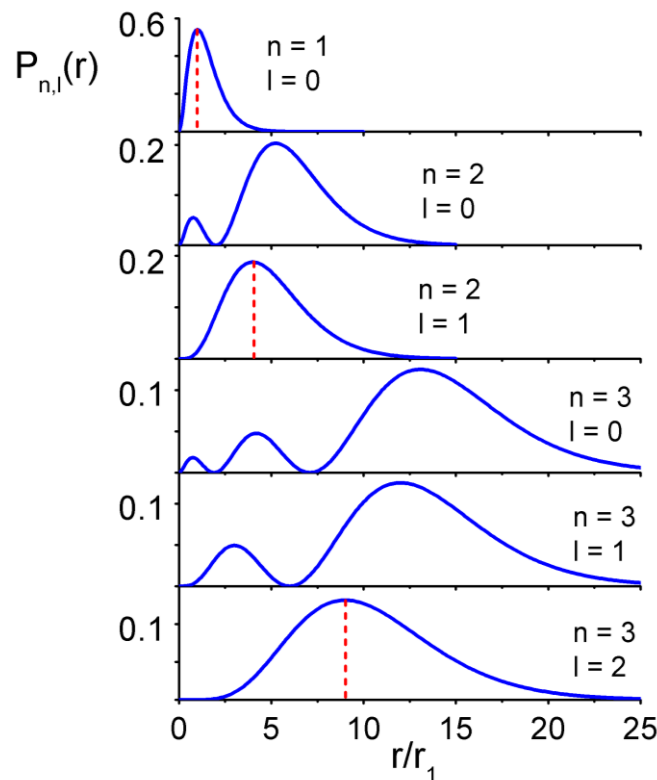 0.6
P_{n,l}(r)
n = 1
l = 0
0.2
n = 2
l = 0
0.2
n = 2
l = 1
0.1
n = 3
l = 0
0.1
n = 3
l = 1
0.1
n = 3
l = 2
0 5 10 15 20 25
r/r_1